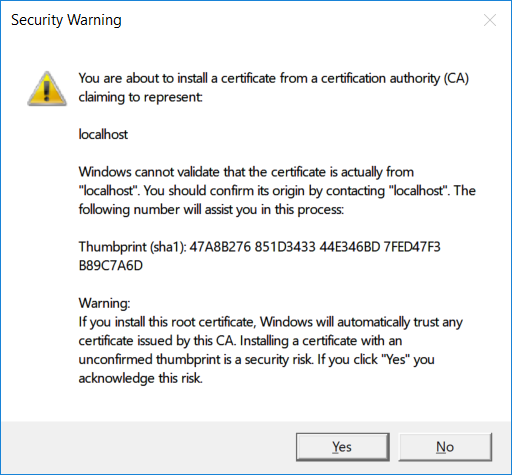 Security Warning
You are about to install a certificate from a certification authority (CA)
claiming to represent:
localhost
Windows cannot validate that the certificate is actually from
"localhost". You should confirm its origin by contacting "localhost". The
following number will assist you in this process:
Thumbprint (sha1): 47A8B276 851D3433 44E346BD 7FED47F3
B89C7A6D
Warning:
If you install this root certificate, Windows will automatically trust any
certificate issued by this CA. Installing a certificate with an
unconfirmed thumbprint is a security risk. If you click "Yes" you
acknowledge this risk.
Yes
No